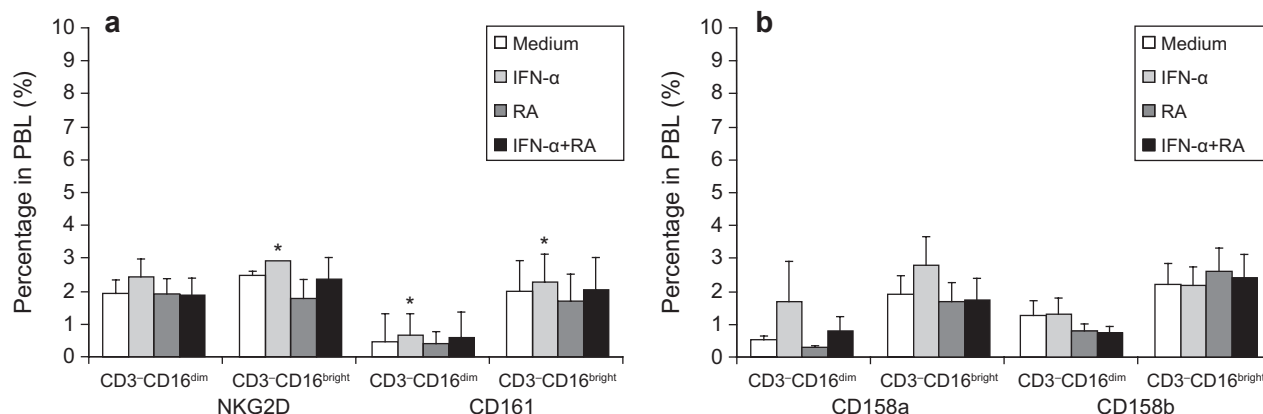 a
Percentage in PBL (%)
10
9
8
7
6
5
4
3
2
1
0
Medium
IFN-α
RA
IFN-α+RA
*
*
*
CD3⁻CD16ᵈⁱᵐ CD3⁻CD16ᵇʳⁱᵍʰᵗ CD3⁻CD16ᵈⁱᵐ CD3⁻CD16ᵇʳⁱᵍʰᵗ
NKG2D CD161
b
Percentage in PBL (%)
10
9
8
7
6
5
4
3
2
1
0
Medium
IFN-α
RA
IFN-α+RA
CD3⁻CD16ᵈⁱᵐ CD3⁻CD16ᵇʳⁱᵍʰᵗ CD3⁻CD16ᵈⁱᵐ CD3⁻CD16ᵇʳⁱᵍʰᵗ
CD158a CD158b